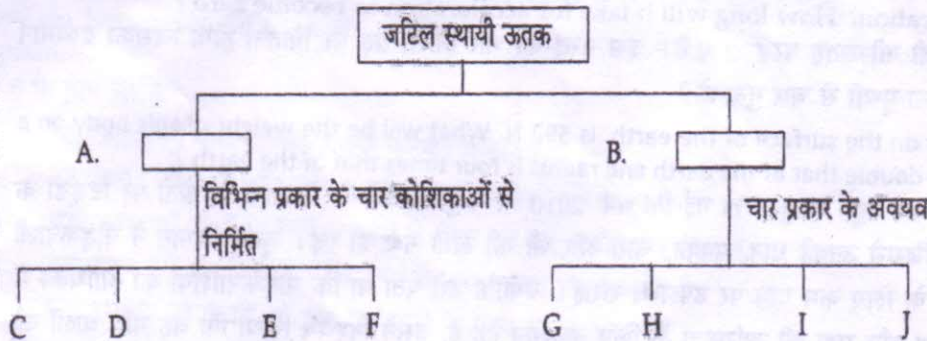 जटिल स्थायी ऊतक
A.
B.
विभिन्न प्रकार के चार कोशिकाओं से
निर्मित
चार प्रकार के अवयव
C D E F G H I J